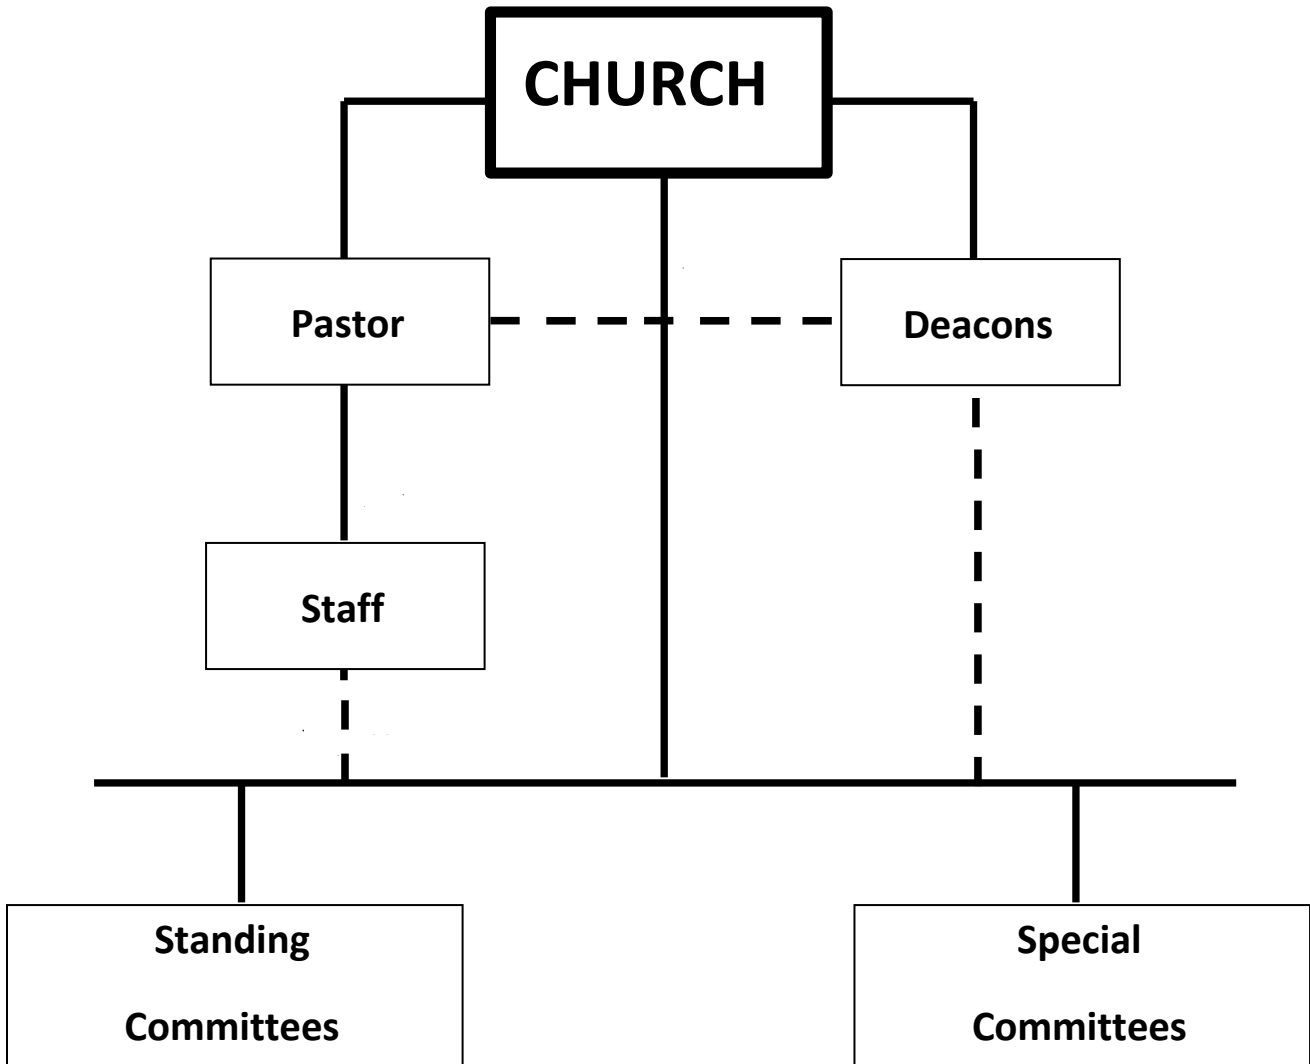 CHURCH
Pastor
Deacons
Staff
Standing
Committees
Special
Committees